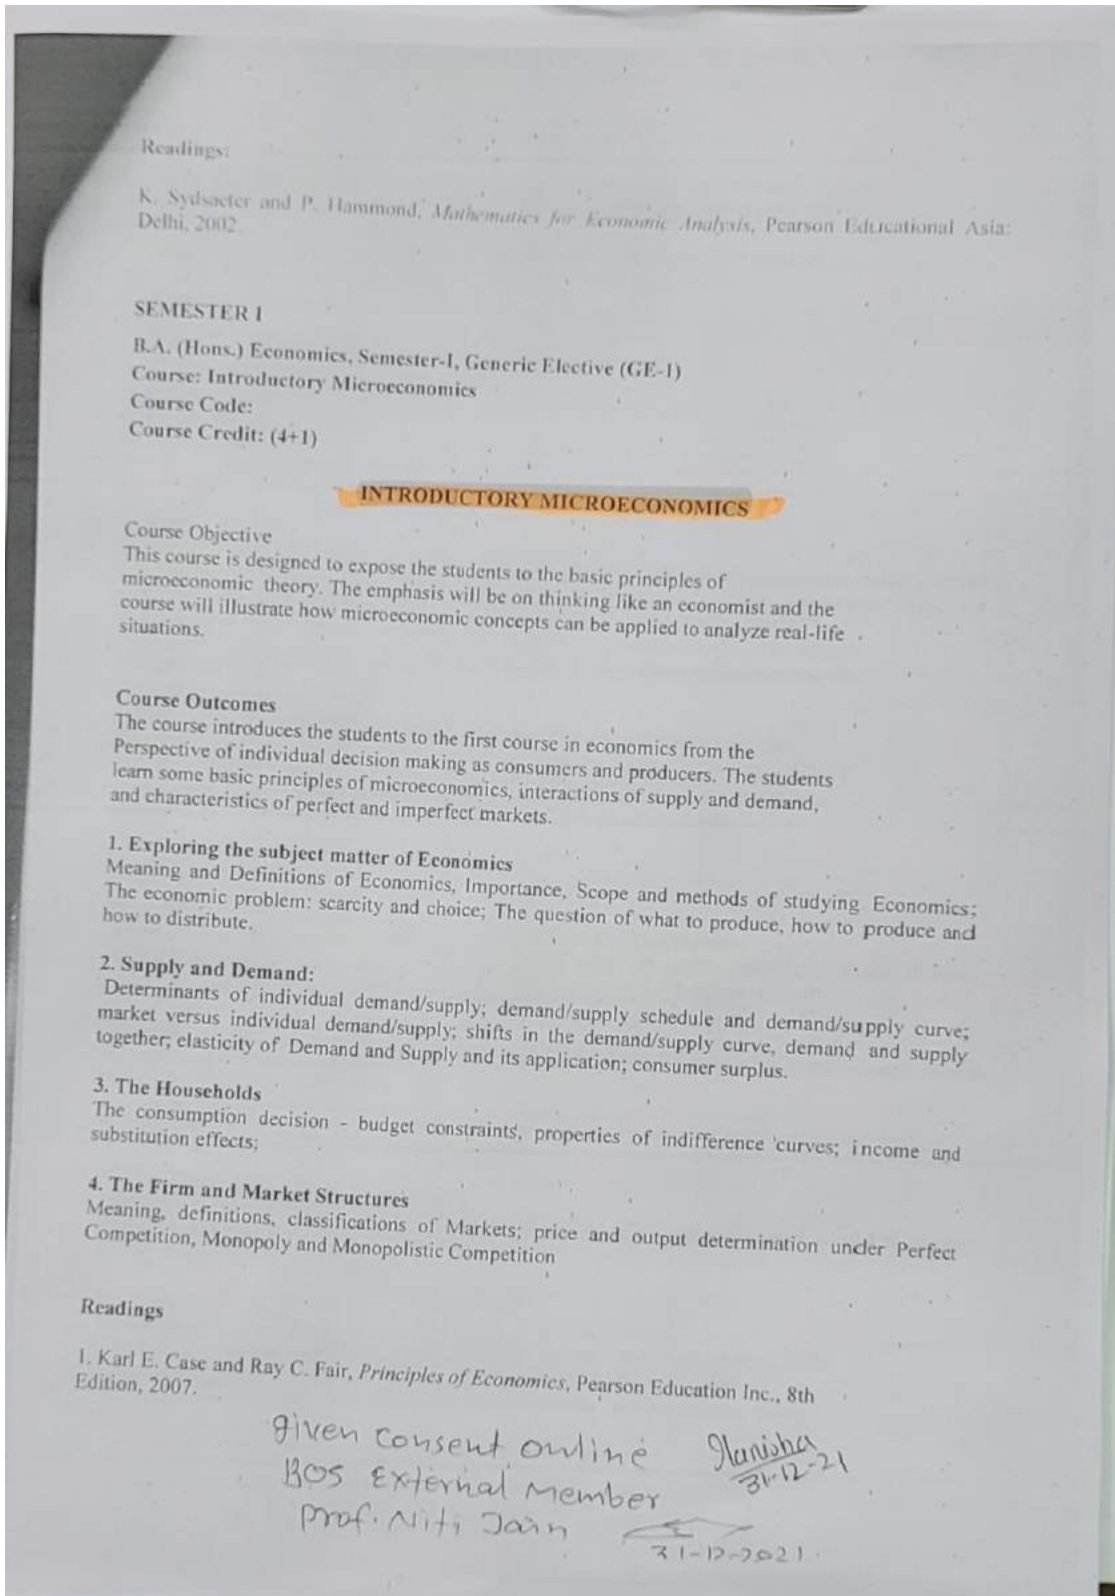 Readings:
K. Sydsaeter and P. Hammond, Mathematics for Economic Analysis, Pearson Educational Asia:
Delhi, 2002.
SEMESTER I
B.A. (Hons.) Economics, Semester-I, Generic Elective (GE-1)
Course: Introductory Microeconomics
Course Code:
Course Credit: (4+1)
INTRODUCTORY MICROECONOMICS
Course Objective
This course is designed to expose the students to the basic principles of
microeconomic theory. The emphasis will be on thinking like an economist and the
course will illustrate how microeconomic concepts can be applied to analyze real-life
situations.
Course Outcomes
The course introduces the students to the first course in economics from the
Perspective of individual decision making as consumers and producers. The students
learn some basic principles of microeconomics, interactions of supply and demand,
and characteristics of perfect and imperfect markets.
1. Exploring the subject matter of Economics
Meaning and Definitions of Economics, Importance, Scope and methods of studying Economics;
The economic problem: scarcity and choice; The question of what to produce, how to produce and
how to distribute.
2. Supply and Demand:
Determinants of individual demand/supply; demand/supply schedule and demand/supply curve;
market versus individual demand/supply; shifts in the demand/supply curve, demand and supply
together; elasticity of Demand and Supply and its application; consumer surplus.
3. The Households
The consumption decision - budget constraints, properties of indifference curves; income and
substitution effects;
4. The Firm and Market Structures
Meaning, definitions, classifications of Markets; price and output determination under Perfect
Competition, Monopoly and Monopolistic Competition
Readings
1. Karl E. Case and Ray C. Fair, Principles of Economics, Pearson Education Inc., 8th
Edition, 2007.
given consent online
BOS External Member
Prof. Niti Jain
Manisha
31-12-21
31-12-2021